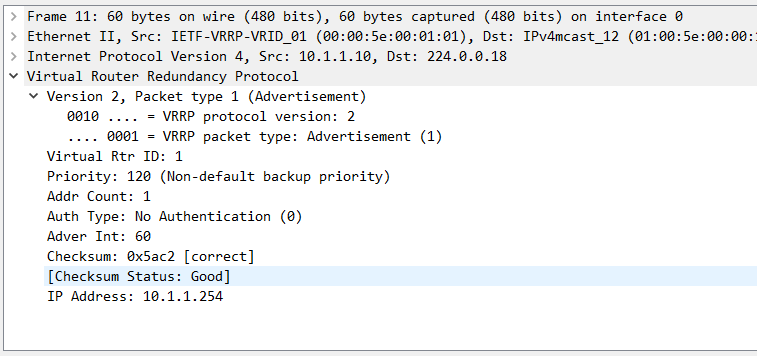 Frame 11: 60 bytes on wire (480 bits), 60 bytes captured (480 bits) on interface 0
Ethernet II, Src: IETF-VRRP-VRID_01 (00:00:5e:00:01:01), Dst: IPv4mcast_12 (01:00:5e:00:00:
Internet Protocol Version 4, Src: 10.1.1.10, Dst: 224.0.0.18
Virtual Router Redundancy Protocol
Version 2, Packet type 1 (Advertisement)
0010 .... = VRRP protocol version: 2
.... 0001 = VRRP packet type: Advertisement (1)
Virtual Rtr ID: 1
Priority: 120 (Non-default backup priority)
Addr Count: 1
Auth Type: No Authentication (0)
Adver Int: 60
Checksum: 0x5ac2 [correct]
[Checksum Status: Good]
IP Address: 10.1.1.254